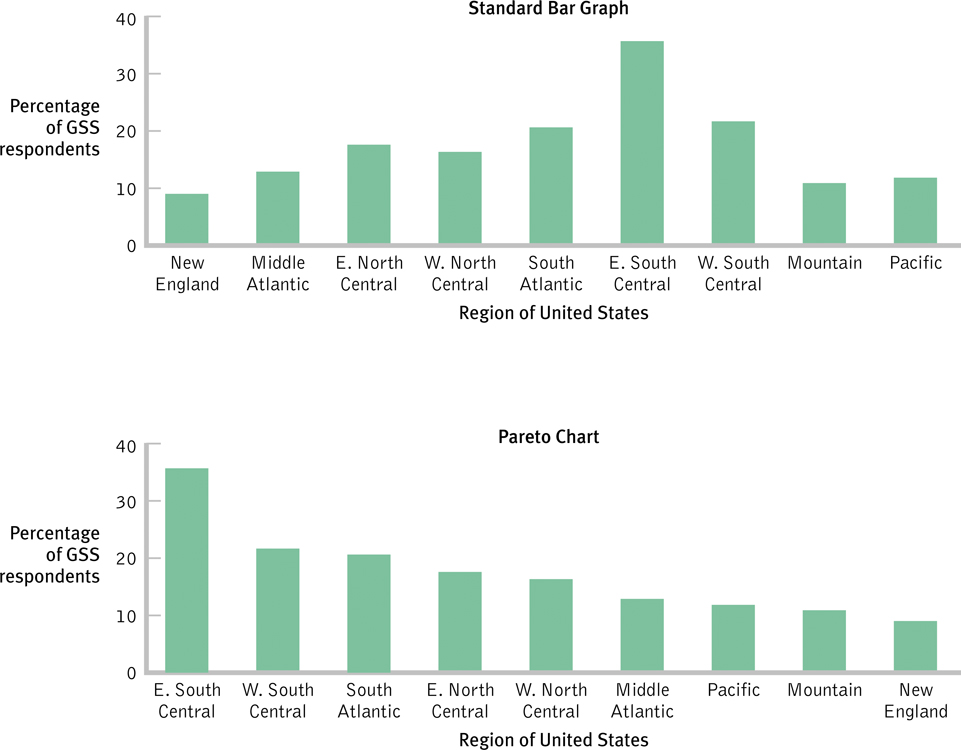 Standard Bar Graph
40
30
20
10
0
Percentage
of GSS
respondents
New England
Middle Atlantic
E. North Central
W. North Central
South Atlantic
E. South Central
W. South Central
Mountain
Pacific
Region of United States
Pareto Chart
40
30
20
10
0
Percentage
of GSS
respondents
E. South Central
W. South Central
South Atlantic
E. North Central
W. North Central
Middle Atlantic
Pacific
Mountain
New England
Region of United States